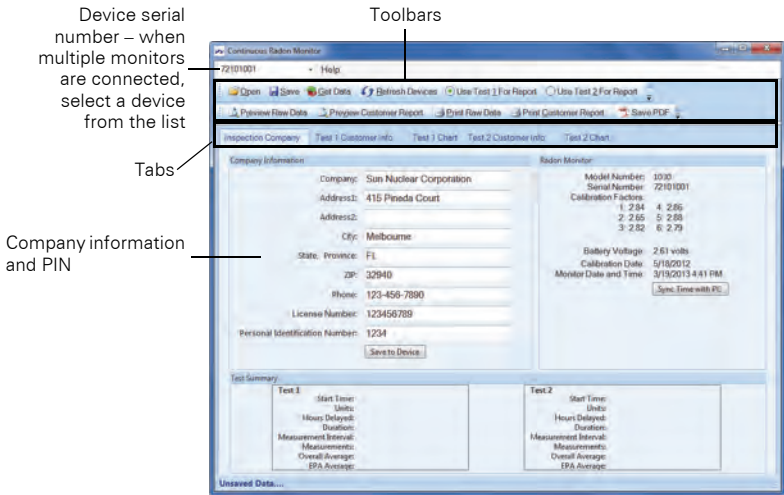 Device serial
number – when
multiple monitors
are connected,
select a device
from the list
Toolbars
Tabs
Company information
and PIN
Continuous Radon Monitor
72101001 Help
Open Save Get Data Refresh Devices Use Test 1 For Report Use Test 2 For Report
Preview Raw Data Preview Customer Report Print Raw Data Print Customer Report Save PDF
Inspection Company Test 1 Customer Info Test 1 Chart Test 2 Customer Info Test 2 Chart
Company Information
Company: Sun Nuclear Corporation
Address1: 415 Pineda Court
Address2:
City: Melbourne
State, Province: FL
ZIP: 32940
Phone: 123-456-7890
License Number: 123456789
Personal Identification Number: 1234
Save to Device
Radon Monitor
Model Number: 1030
Serial Number: 72101001
Calibration Factors:
1: 2.84 4: 2.86
2: 2.65 5: 2.88
3: 2.82 6: 2.79
Battery Voltage: 2.61 volts
Calibration Date: 5/18/2012
Monitor Date and Time: 3/19/2013 4:41 PM
Sync Time with PC
Test Summary
Test 1
Start Time:
Units:
Hours Delayed:
Duration:
Measurement Interval:
Measurements:
Overall Average:
EPA Average:
Test 2
Start Time:
Units:
Hours Delayed:
Duration:
Measurement Interval:
Measurements:
Overall Average:
EPA Average:
Unsaved Data....